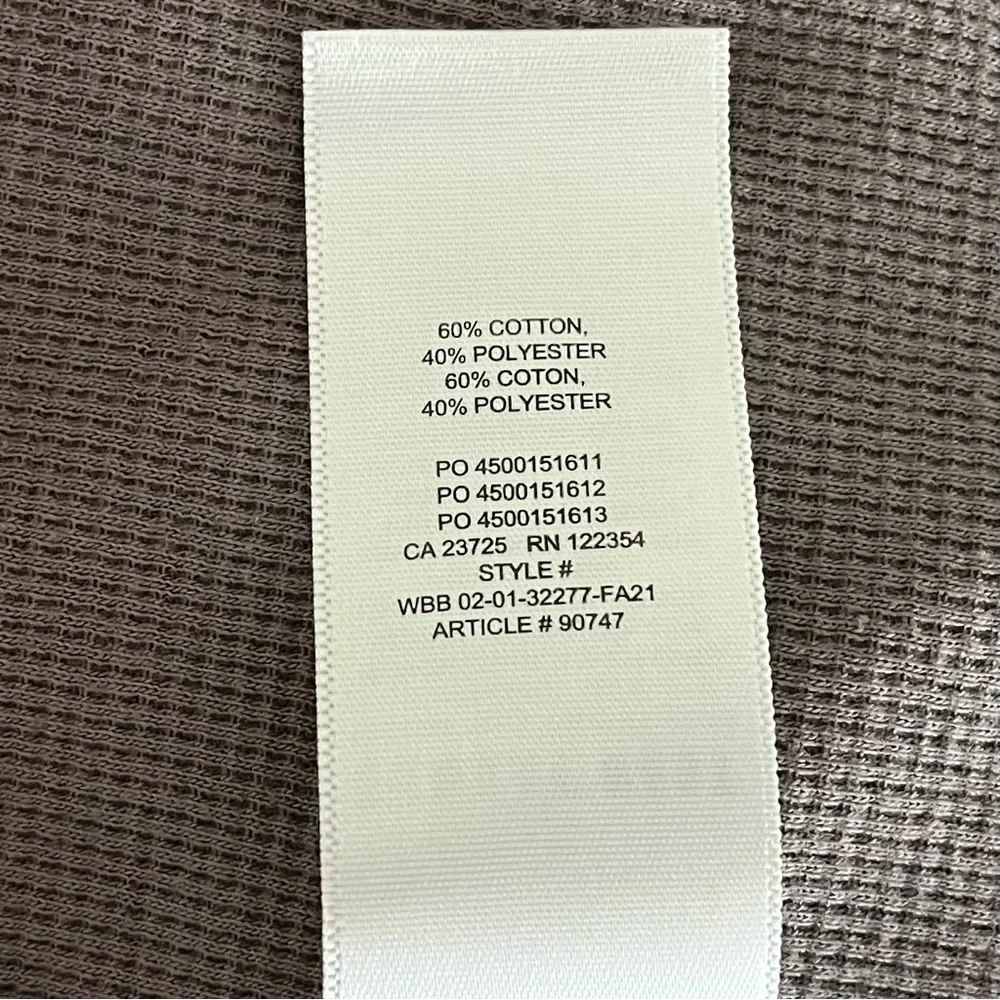 60% COTTON,
40% POLYESTER
60% COTON,
40% POLYESTER
PO 4500151611
PO 4500151612
PO 4500151613
CA 23725 RN 122354
STYLE #
WBB 02-01-32277-FA21
ARTICLE # 90747